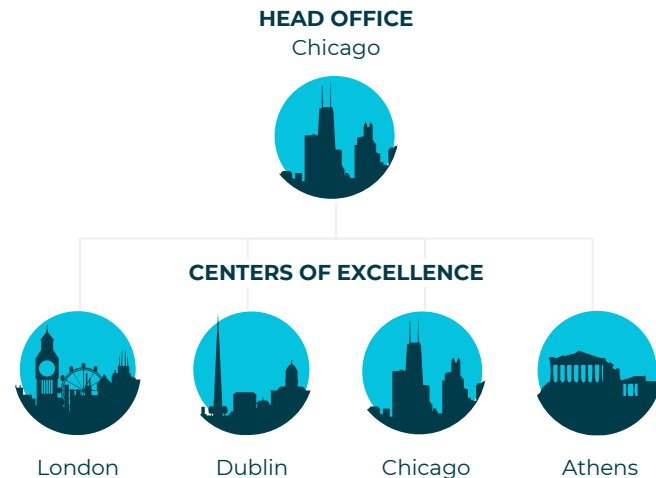 HEAD OFFICE
Chicago
CENTERS OF EXCELLENCE
London
Dublin
Chicago
Athens